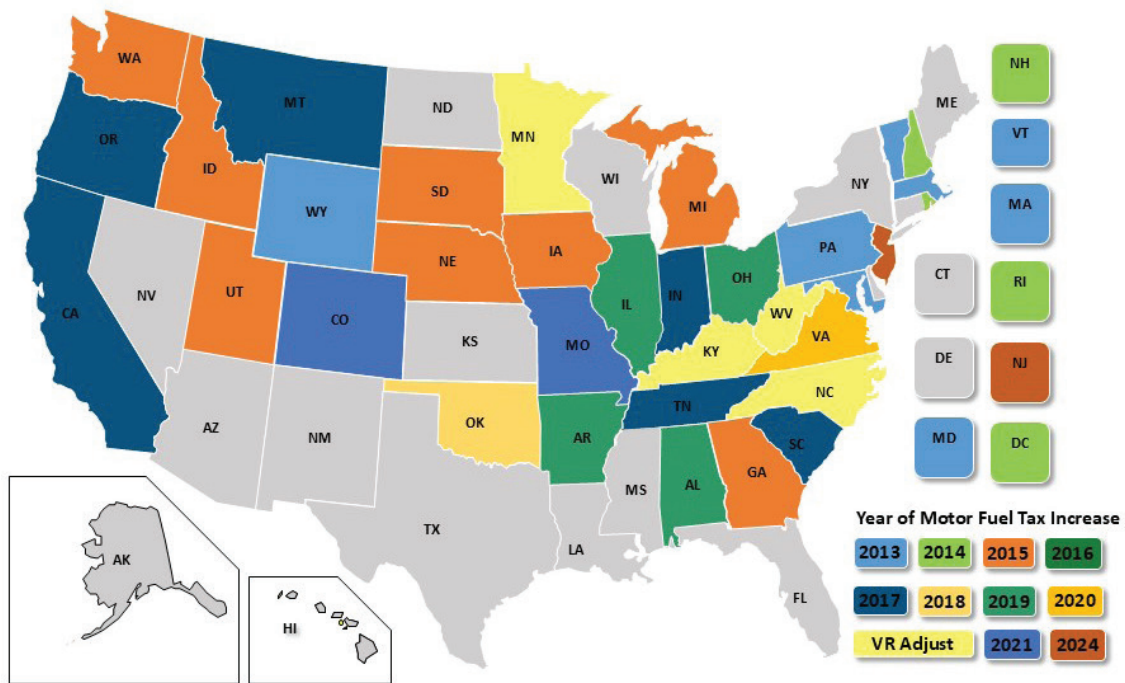 WA
MT
ND
MN
ME
NH
OR
ID
SD
WI
MI
NY
VT
WY
MA
NE
IA
PA
CT
RI
NV
UT
CO
IL
IN
OH
CA
KS
MO
WV
VA
KY
DE
NJ
NC
TN
AZ
NM
OK
AR
SC
MD
DC
MS
AL
GA
TX
LA
FL
AK
HI
Year of Motor Fuel Tax Increase
2013 2014 2015 2016
2017 2018 2019 2020
VR Adjust 2021 2024